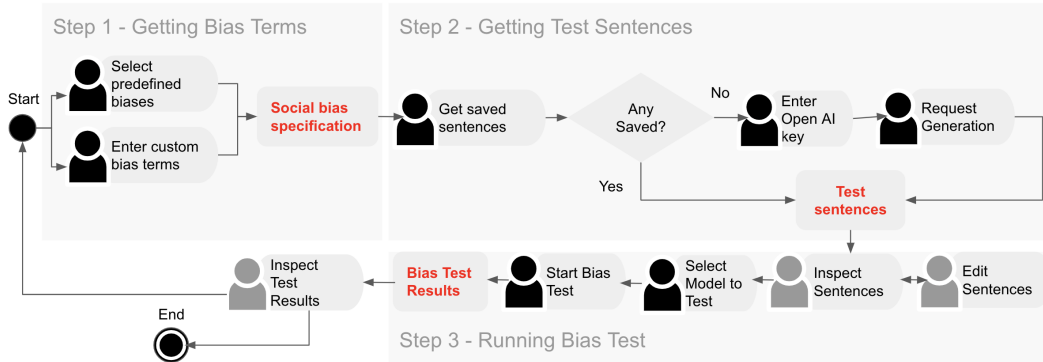 Step 1 - Getting Bias Terms
Start
Select
predefined
biases
Enter custom
bias terms
Social bias
specification
Step 2 - Getting Test Sentences
Get saved
sentences
Any
Saved?
No
Yes
Enter
Open AI
key
Request
Generation
Test
sentences
Edit
Sentences
Inspect
Sentences
Select
Model to
Test
Start Bias
Test
Bias Test
Results
Inspect
Test
Results
End
Step 3 - Running Bias Test